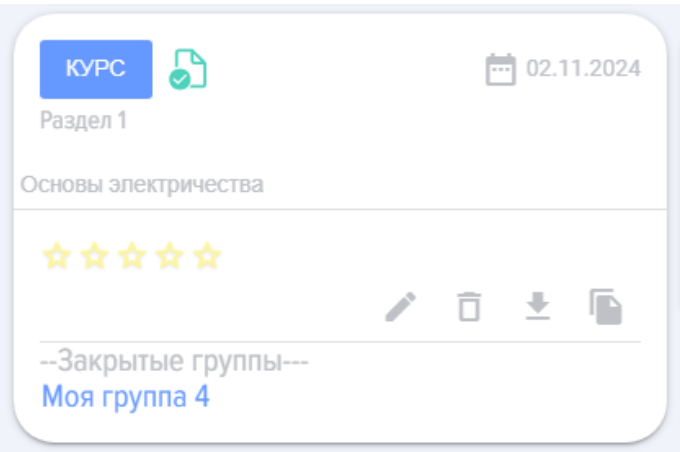 КУРС
02.11.2024
Раздел 1
Основы электричества
--Закрытые группы---
Моя группа 4